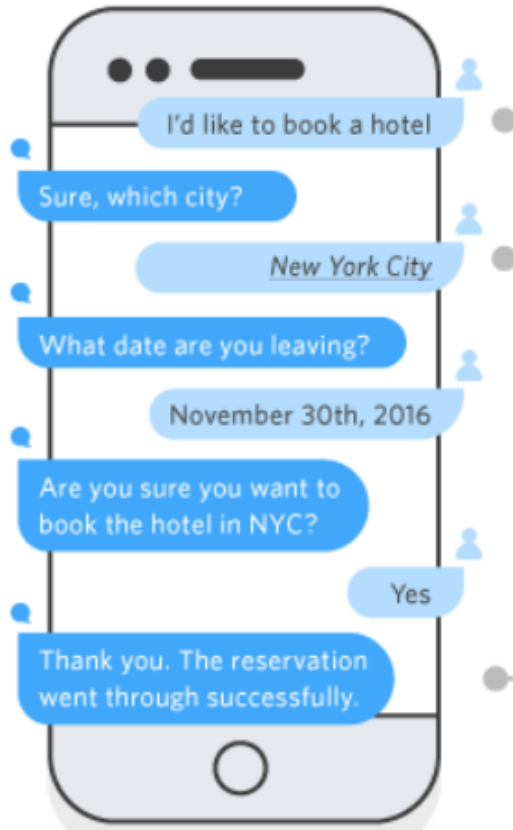 I'd like to book a hotel
Sure, which city?
New York City
What date are you leaving?
November 30th, 2016
Are you sure you want to
book the hotel in NYC?
Yes
Thank you. The reservation
went through successfully.